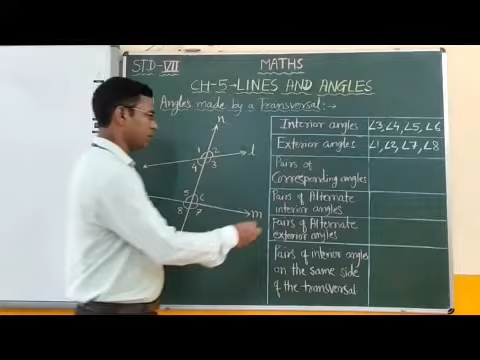 STD-VII
MATHS
CH-5→LINES AND ANGLES
Angles made by a Transversal:→
n
1 2
l
4 3
5 6
m
8 7
Interior angles ∠3, ∠4, ∠5, ∠6
Exterior angles ∠1, ∠2, ∠7, ∠8
Pairs of
Corresponding angles
Pairs of Alternate
interior angles
Pairs of Alternate
exterior angles
Pairs of interior angles
on the same side
of the transversal